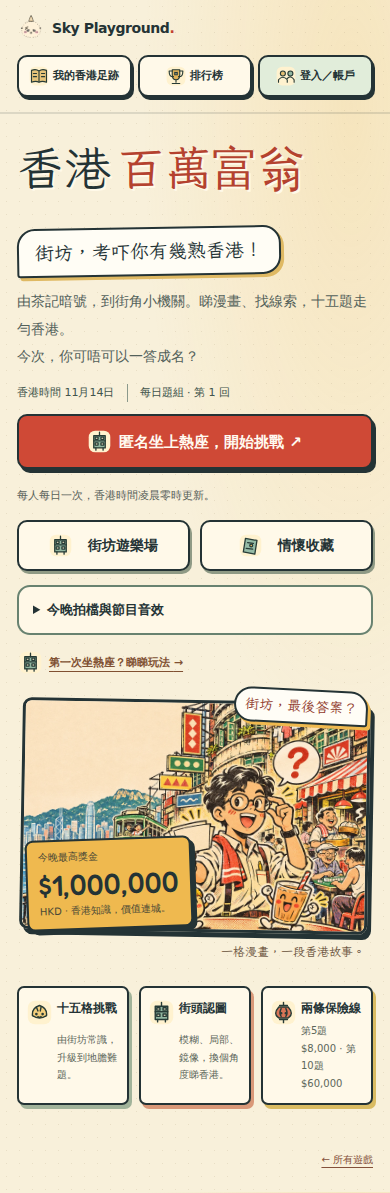 Sky Playground.
我的香港足跡
排行榜
登入／帳戶
香港百萬富翁
街坊，考吓你有幾熟香港！
由茶記暗號，到街角小機關。睇漫畫、找線索，十五題走
勻香港。
今次，你可唔可以一答成名？
香港時間 11月14日
每日題組 · 第 1 回
匿名坐上熱座，開始挑戰 ↗
每人每日一次，香港時間凌晨零時更新。
街坊遊樂場
情懷收藏
▶ 今晚拍檔與節目音效
第一次坐熱座？睇睇玩法 →
街坊，最後答案？
?
今晚最高獎金
$1,000,000
HKD · 香港知識，價值連城。
一格漫畫，一段香港故事。
十五格挑戰
由街坊常識，
升級到地膽難
題。
街頭認圖
模糊、局部、
鏡像，換個角
度睇香港。
兩條保險線
第5題
$8,000 · 第
10題
$60,000
← 所有遊戲